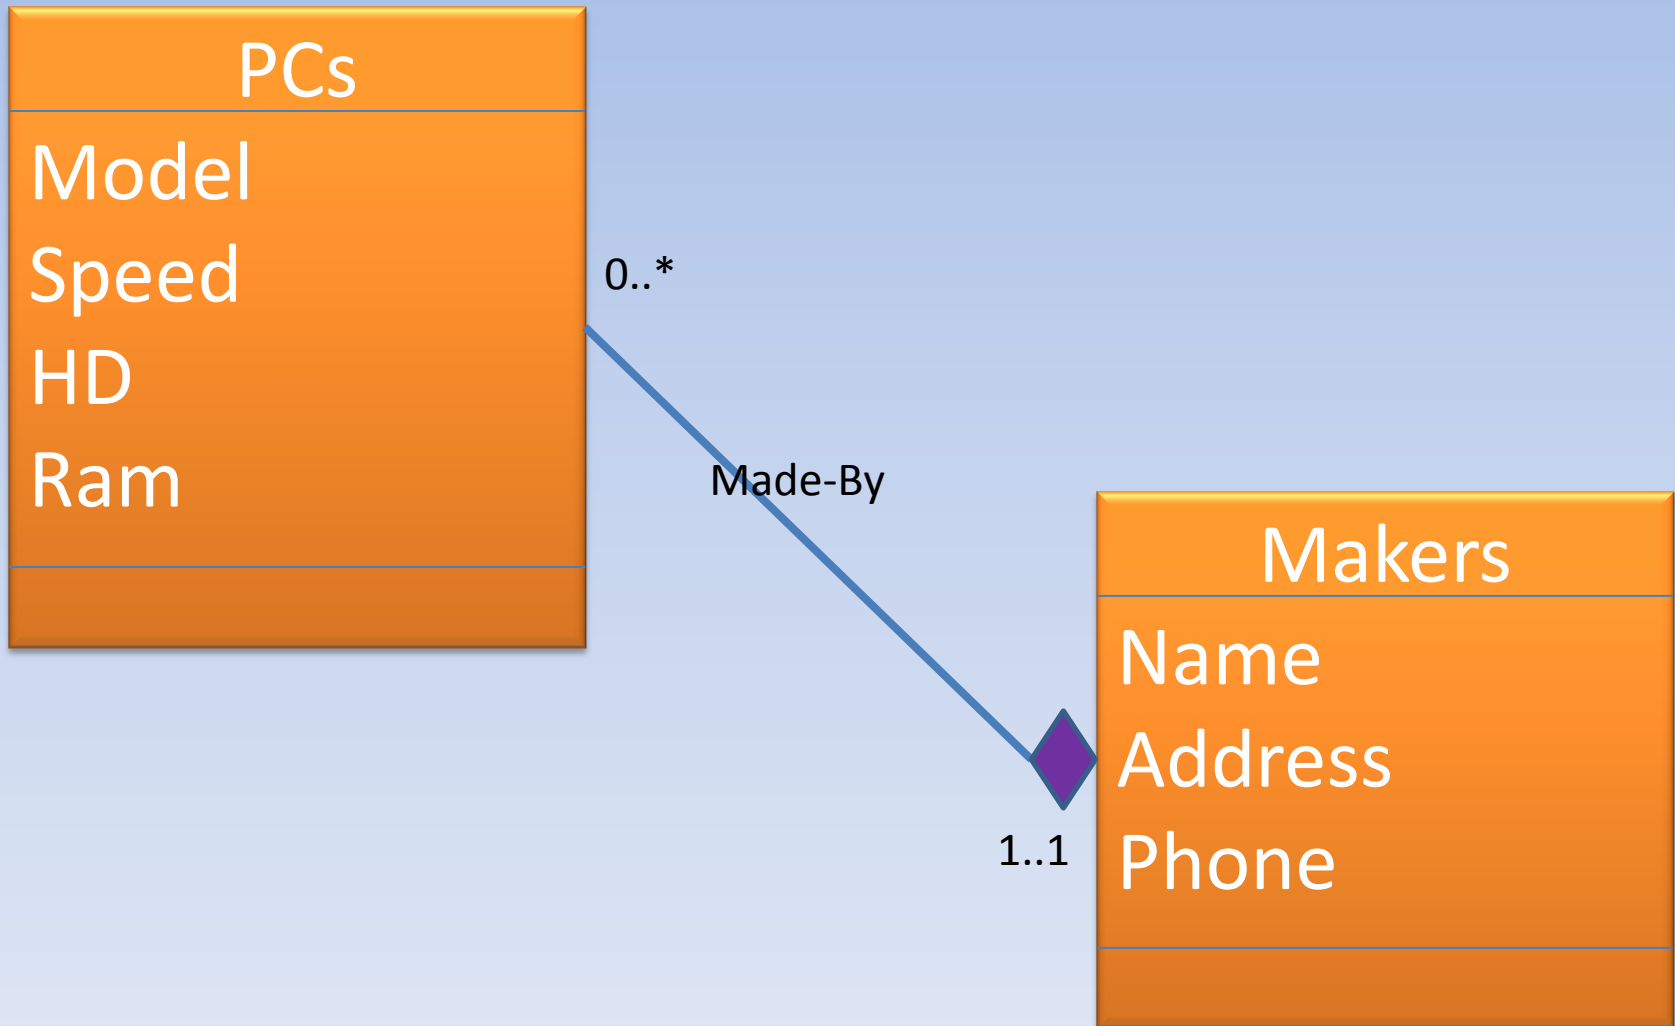 PCs
Model
Speed
HD
Ram
0..*
Made-By
1..1
Makers
Name
Address
Phone